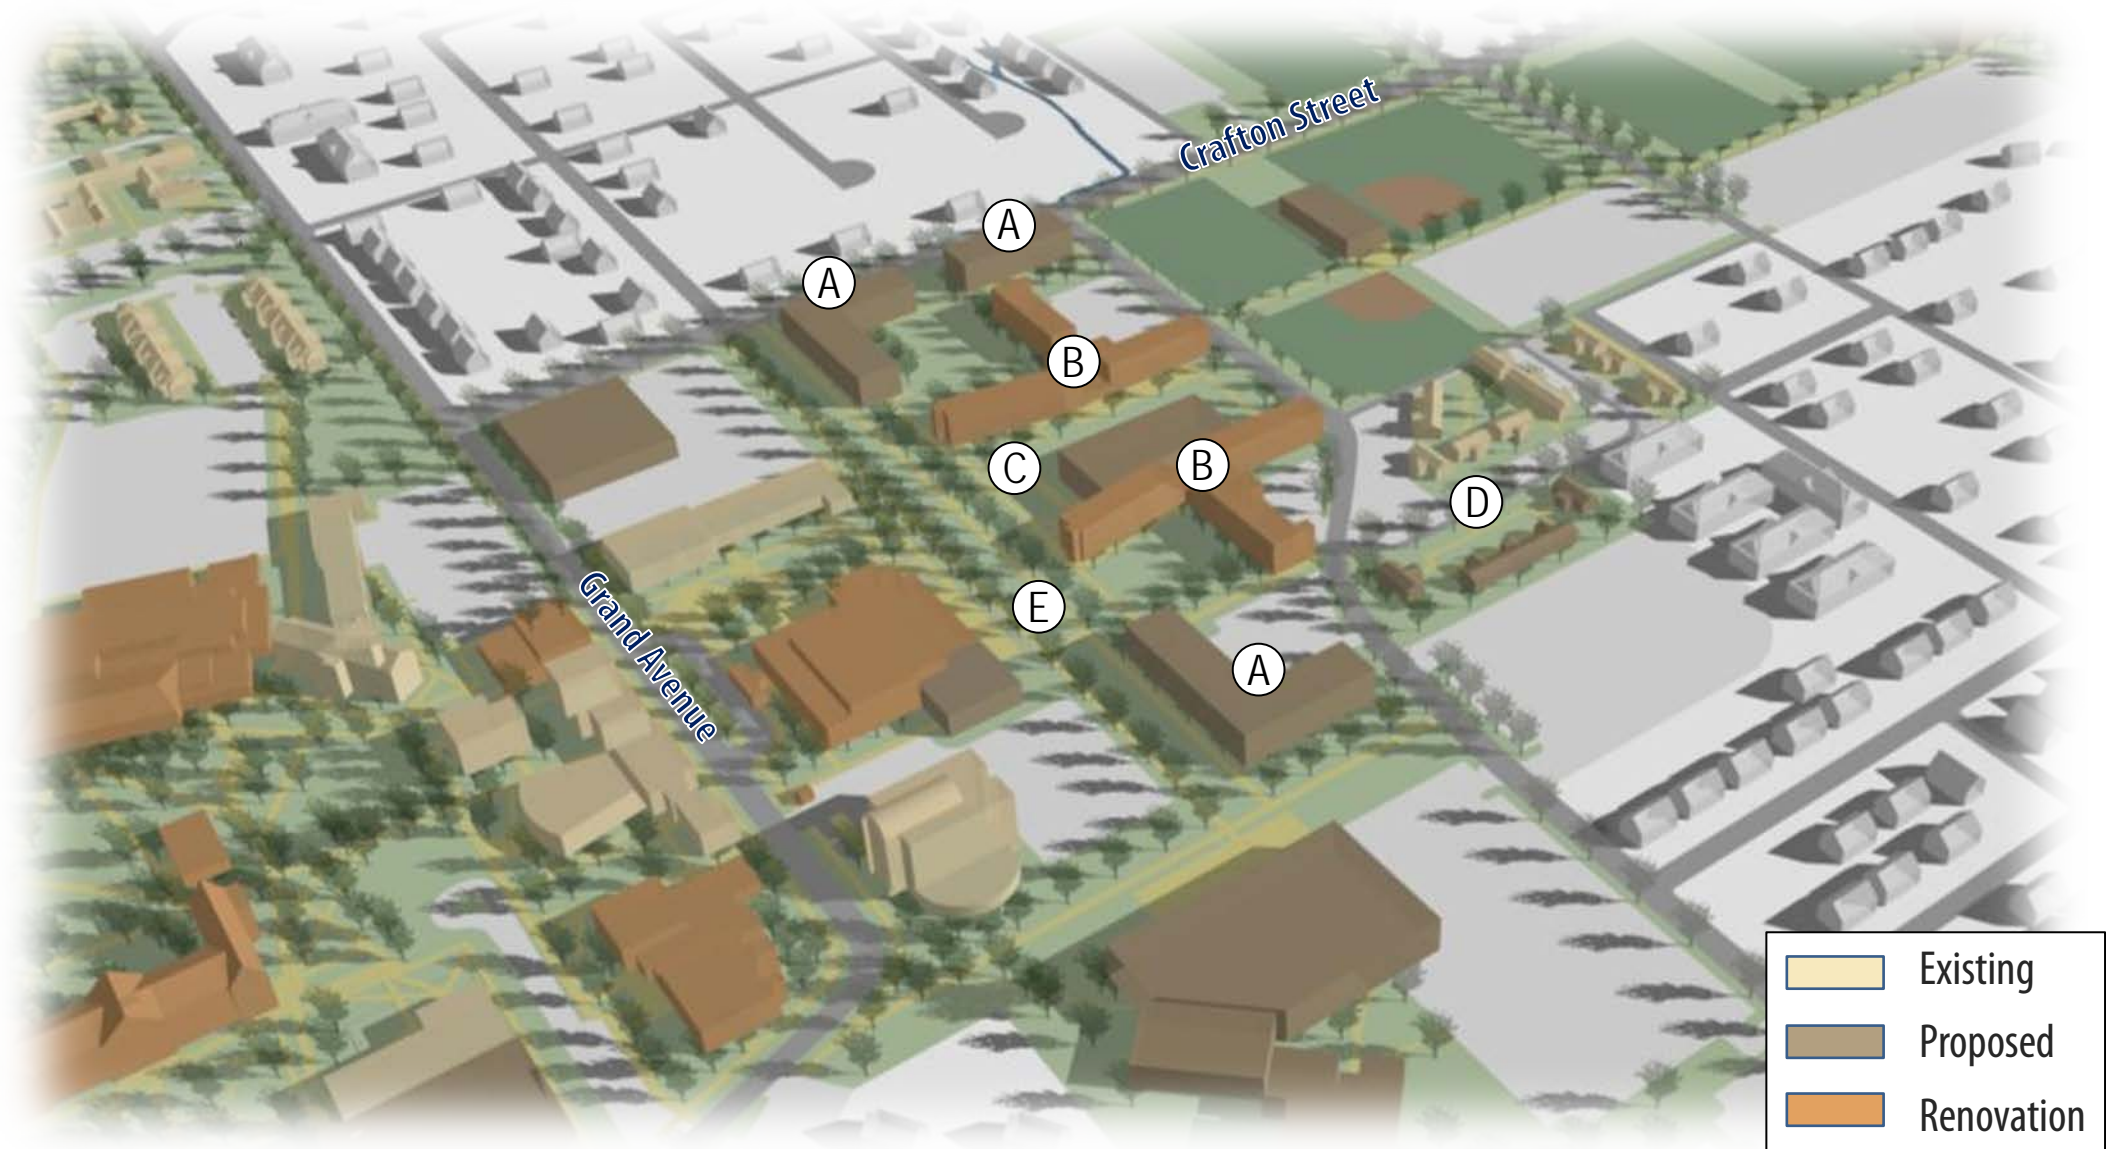 Crafton Street
A
A
B
C
B
D
E
Grand Avenue
A
Existing
Proposed
Renovation